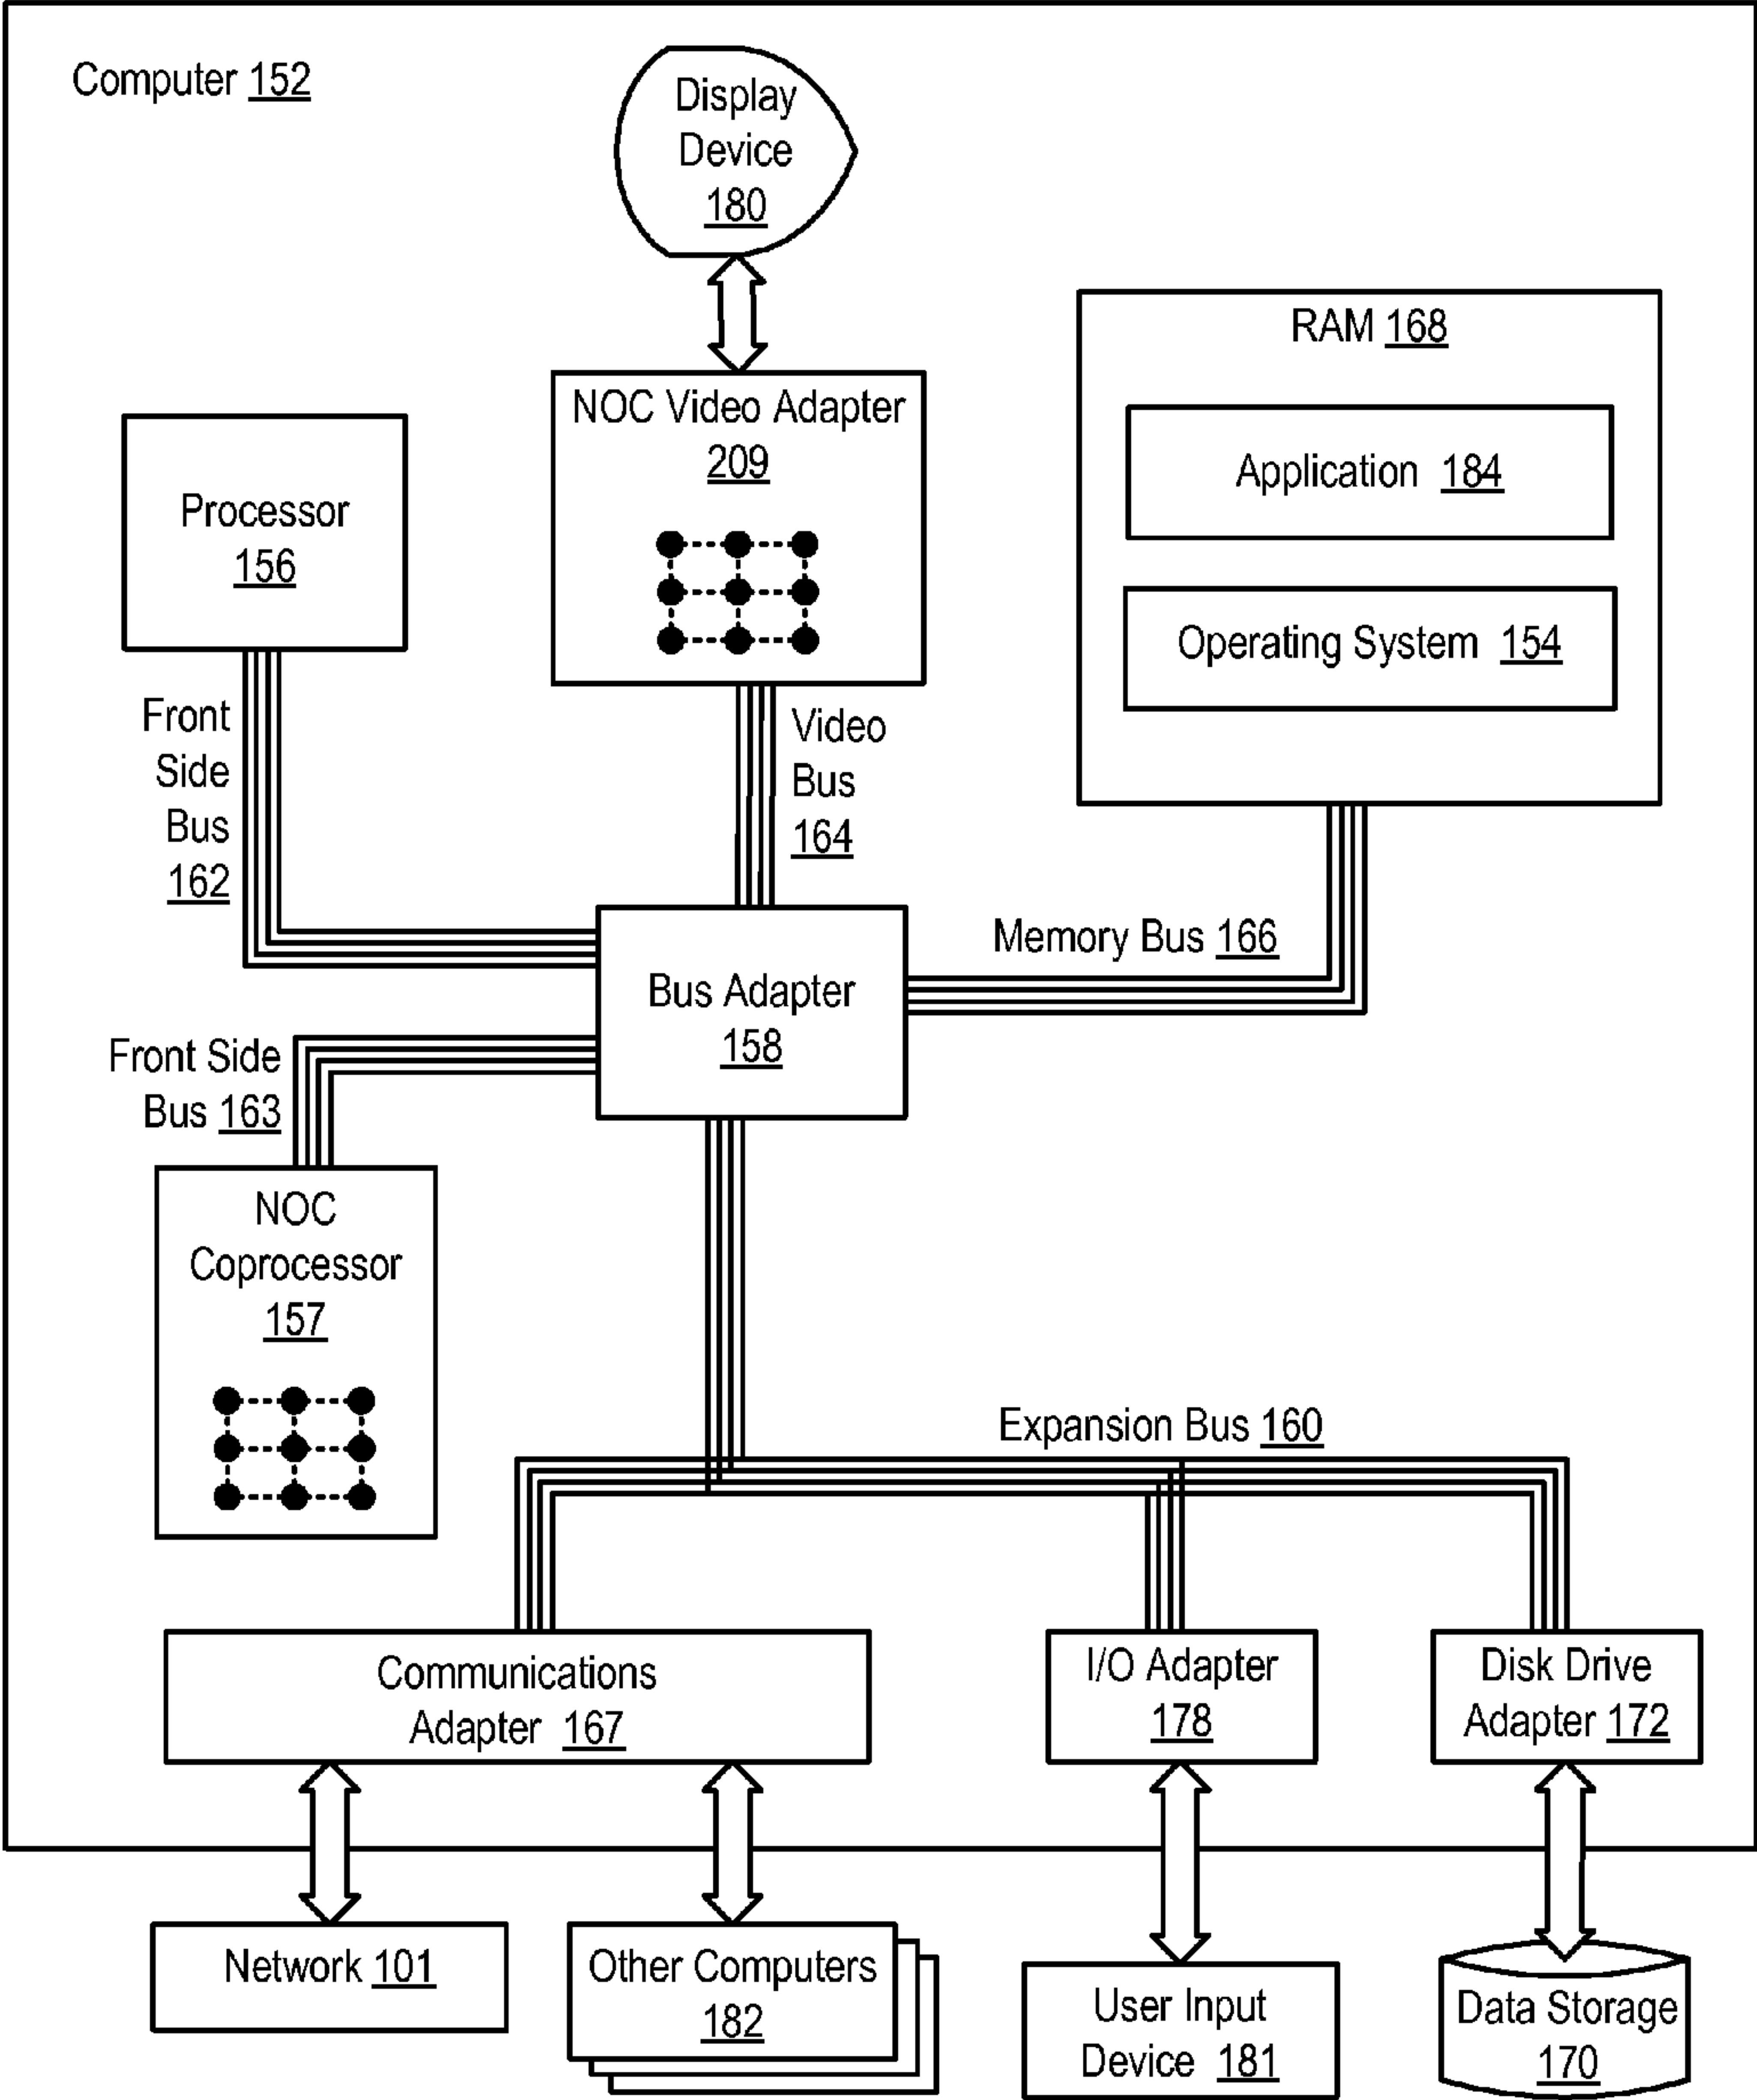 Computer 152
Display
Device
180
RAM 168
NOC Video Adapter
209
Application 184
Processor
156
Operating System 154
Front
Side
Bus
162
Video
Bus
164
Memory Bus 166
Bus Adapter
158
Front Side
Bus 163
NOC
Coprocessor
157
Expansion Bus 160
Communications
Adapter 167
I/O Adapter
178
Disk Drive
Adapter 172
Network 101
Other Computers
182
User Input
Device 181
Data Storage
170